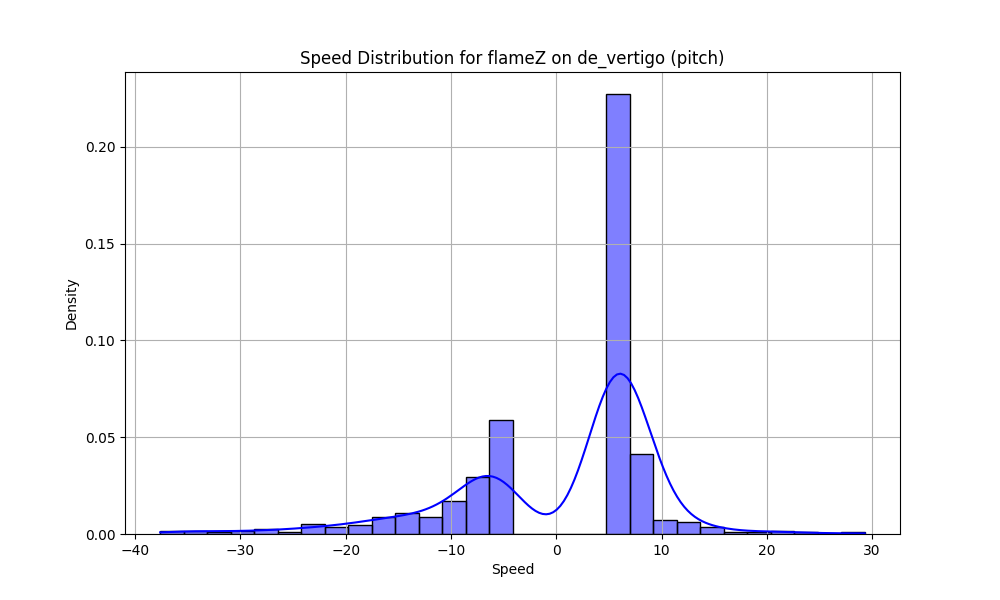 Speed Distribution for flameZ on de_vertigo (pitch)
Density
0.20
0.15
0.10
0.05
0.00
−40 −30 −20 −10 0 10 20 30
Speed